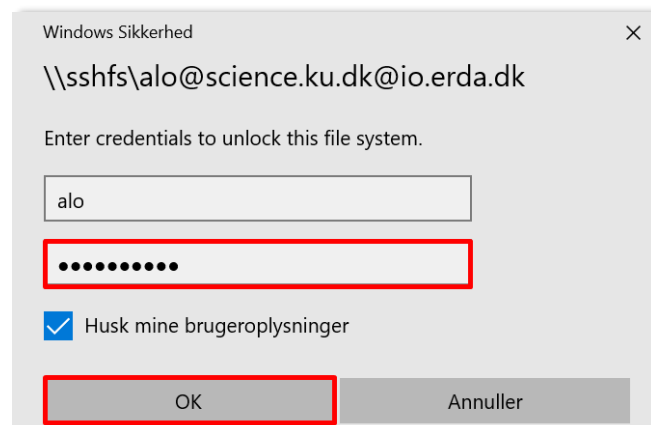 Windows Sikkerhed
\\sshfs\alo@science.ku.dk@io.erda.dk
Enter credentials to unlock this file system.
alo
●●●●●●●●●●
Husk mine brugeroplysninger
OK
Annuller